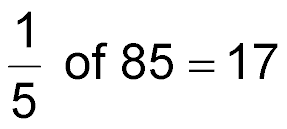 1/5 of 85 = 17